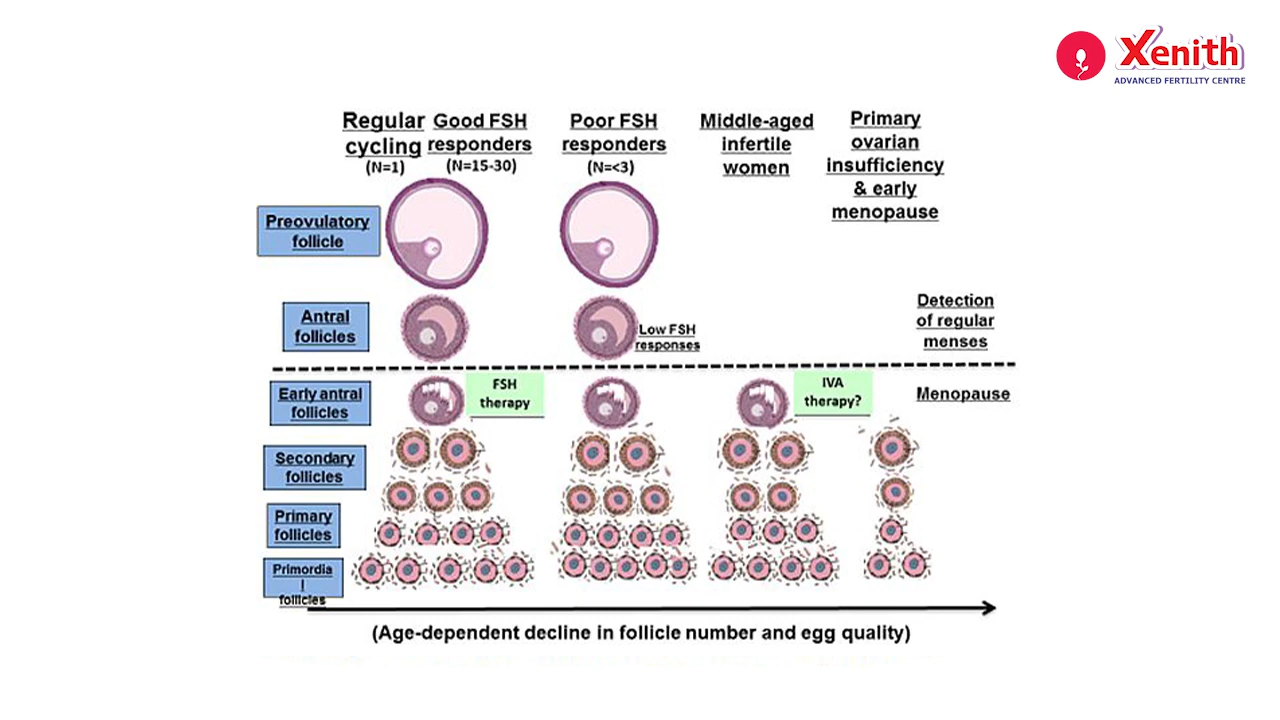 Xenith
ADVANCED FERTILITY CENTRE
Regular
cycling
(N=1)
Good FSH
responders
(N=15-30)
Poor FSH
responders
(N=<3)
Middle-aged
infertile
women
Primary
ovarian
insufficiency
& early
menopause
Preovulatory
follicle
Antral
follicles
Low FSH
responses
Detection
of regular
menses
Early antral
follicles
FSH
therapy
IVA
therapy?
Menopause
Secondary
follicles
Primary
follicles
Primordia
l
follicles
(Age-dependent decline in follicle number and egg quality)